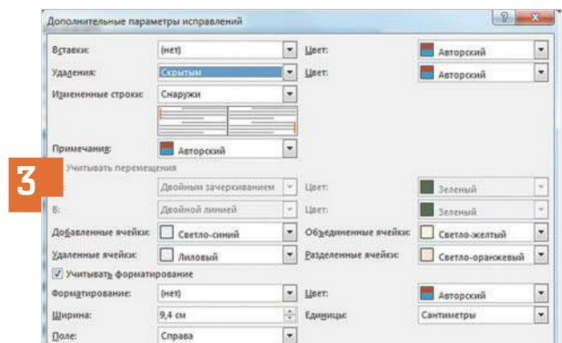 Дополнительные параметры исправлений
Вставки: (нет) Цвет: Авторский
Удаления: Скрытым Цвет: Авторский
Измененные строки: Снаружи
Примечания: Авторский
3
Учитывать перемещения
Двойным зачеркиванием Цвет: Зеленый
В: Двойной линией Цвет: Зеленый
Добавленные ячейки: Светло-синий Объединенные ячейки: Светло-желтый
Удаленные ячейки: Лиловый Разделенные ячейки: Светло-оранжевый
Учитывать форматирование
Форматирование: (нет) Цвет: Авторский
Ширина: 9,4 см Единицы: Сантиметры
Поле: Справа